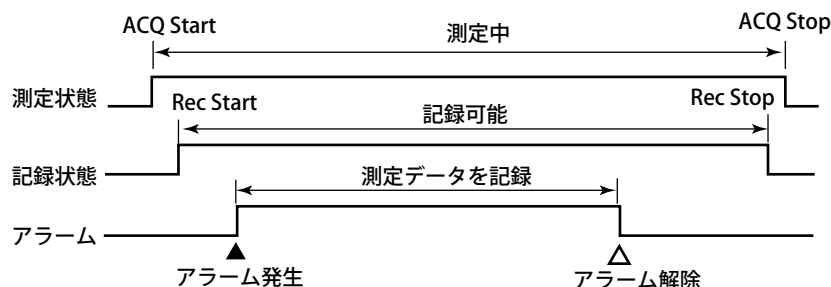 ACQ Start
測定中
ACQ Stop
測定状態
Rec Start
記録可能
Rec Stop
記録状態
測定データを記録
アラーム
アラーム発生
アラーム解除